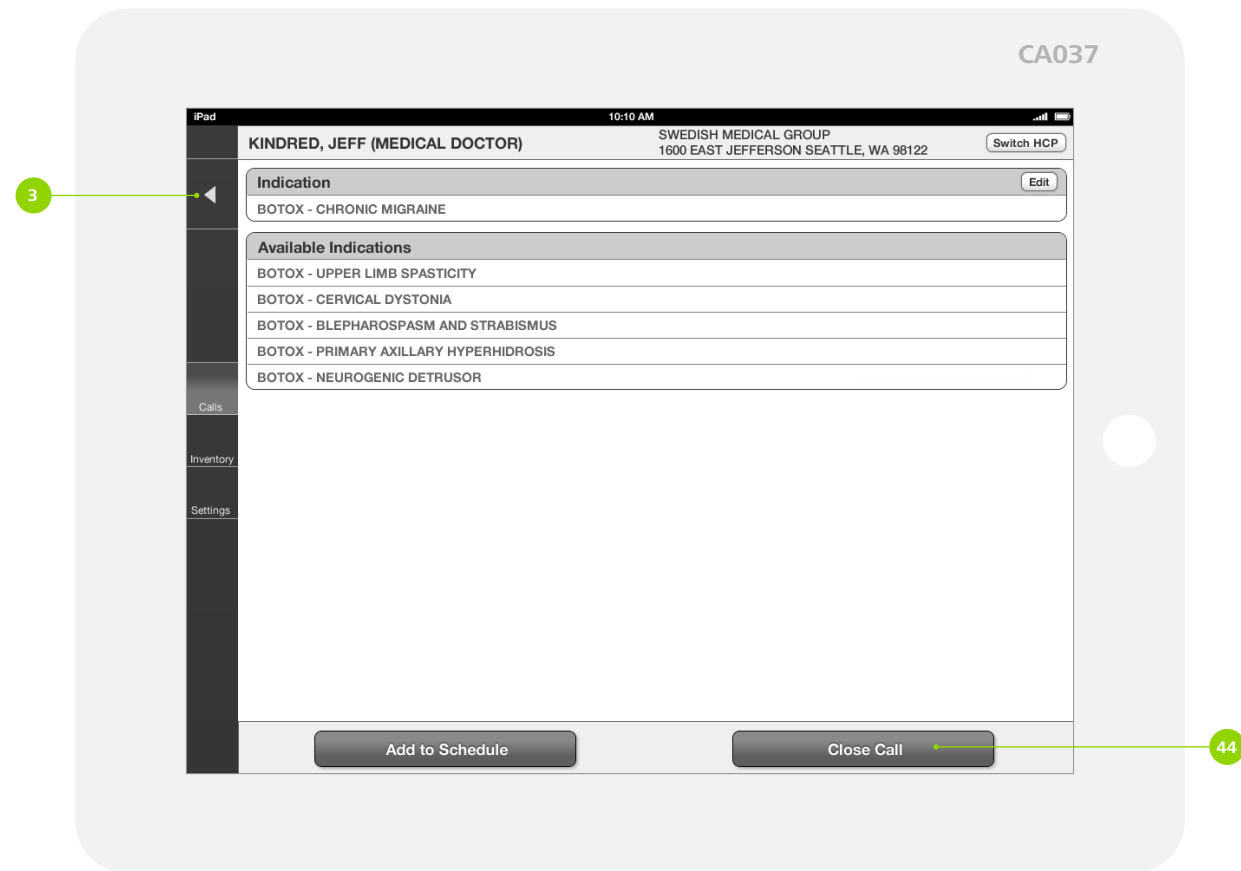 CA037
iPad
10:10 AM
KINDRED, JEFF (MEDICAL DOCTOR)
SWEDISH MEDICAL GROUP
1600 EAST JEFFERSON SEATTLE, WA 98122
Switch HCP
3
Indication
Edit
BOTOX - CHRONIC MIGRAINE
Available Indications
BOTOX - UPPER LIMB SPASTICITY
BOTOX - CERVICAL DYSTONIA
BOTOX - BLEPHAROSPASM AND STRABISMUS
BOTOX - PRIMARY AXILLARY HYPERHIDROSIS
BOTOX - NEUROGENIC DETRUSOR
Calls
Inventory
Settings
Add to Schedule
Close Call
44